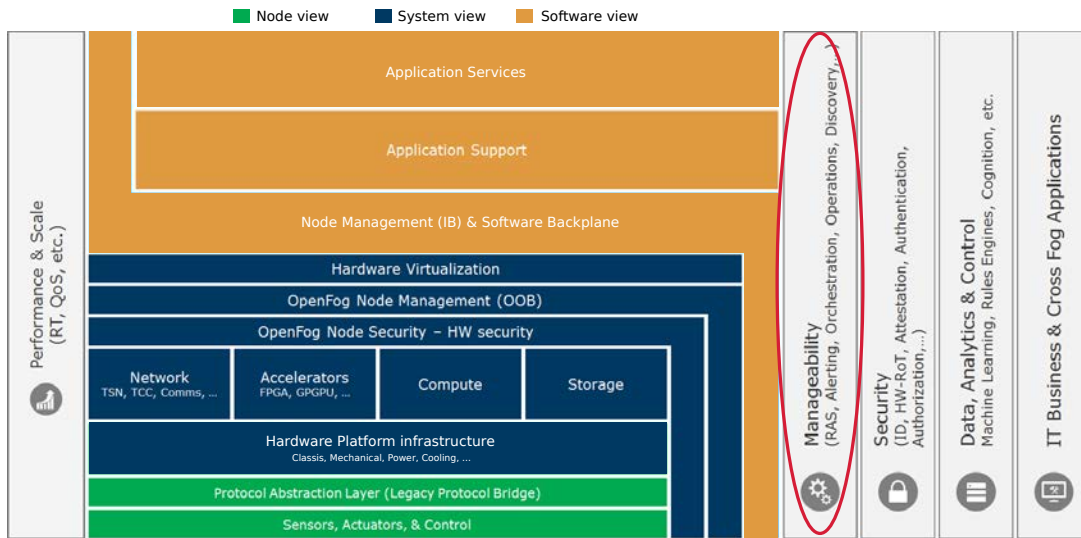 Node view
System view
Software view
Performance & Scale
(RT, QoS, etc.)
Application Services
Application Support
Node Management (IB) & Software Backplane
Hardware Virtualization
OpenFog Node Management (OOB)
OpenFog Node Security – HW security
Network
TSN, TCC, Comms, ...
Accelerators
FPGA, GPGPU, ...
Compute
Storage
Hardware Platform infrastructure
Classis, Mechanical, Power, Cooling, ...
Protocol Abstraction Layer (Legacy Protocol Bridge)
Sensors, Actuators, & Control
Manageability
(RAS, Alerting, Orchestration, Operations, Discovery,...)
Security
(ID, HW-RoT, Attestation, Authentication,
Authorization,...)
Data, Analytics & Control
Machine Learning, Rules Engines, Cognition, etc.
IT Business & Cross Fog Applications